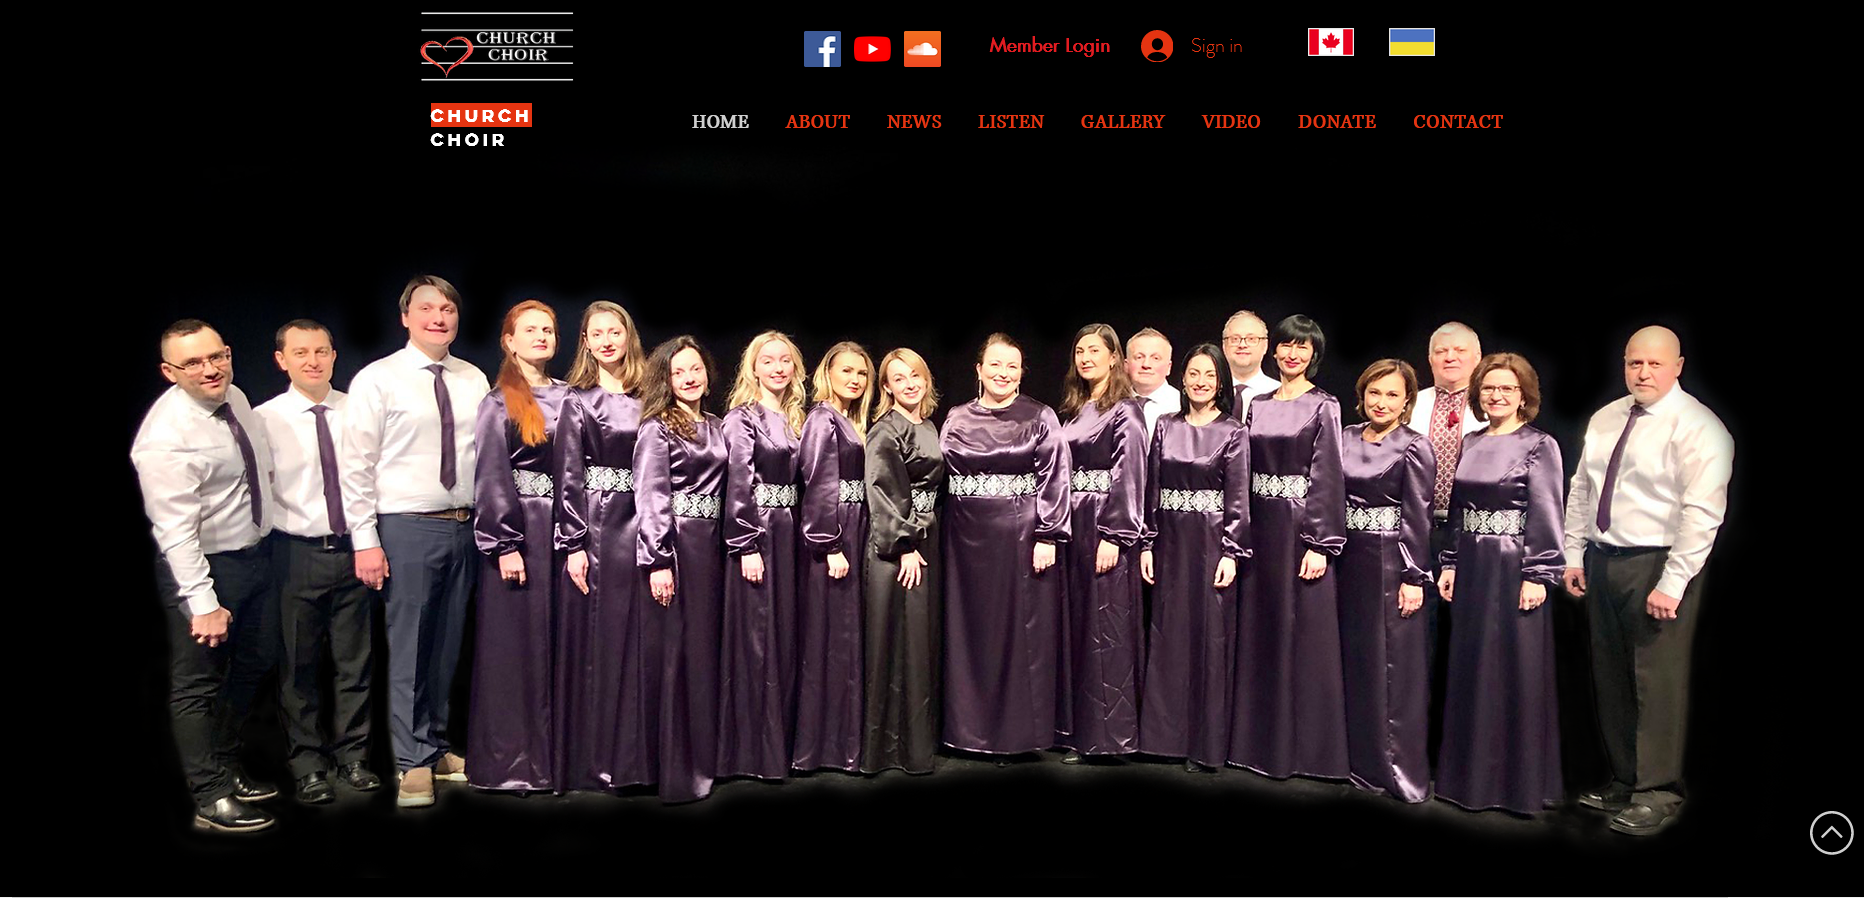 CHURCH
CHOIR
Member Login
Sign in
CHURCH
CHOIR
HOME ABOUT NEWS LISTEN GALLERY VIDEO DONATE CONTACT